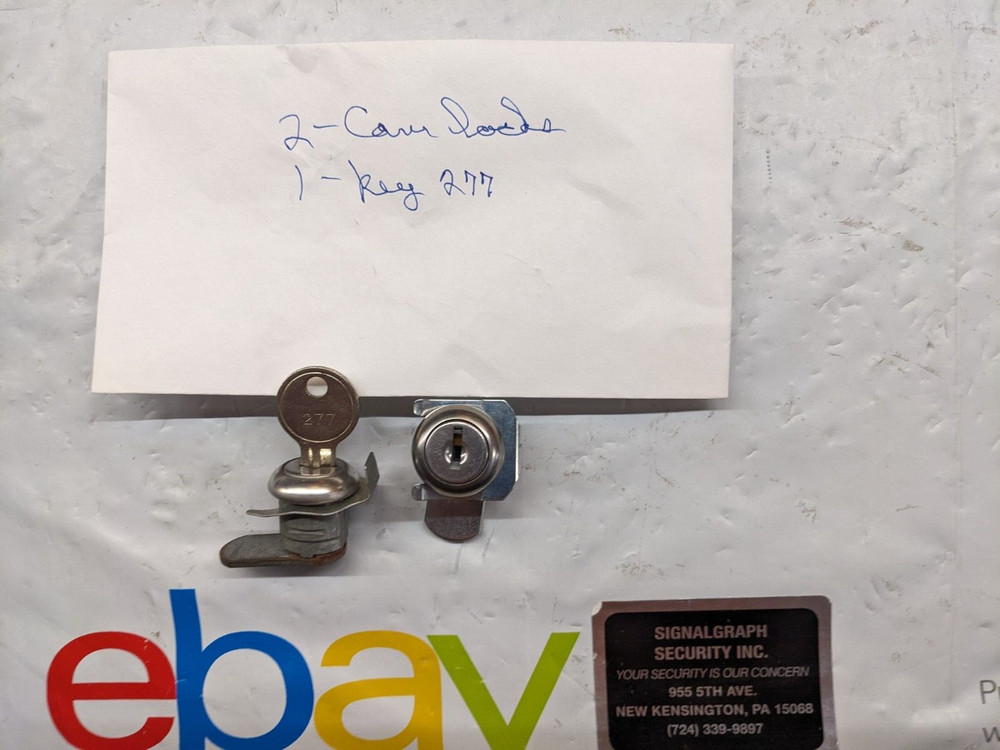 2-Cam locks
1-key 277
277
ebay
SIGNALGRAPH
SECURITY INC.
YOUR SECURITY IS OUR CONCERN
955 5TH AVE.
NEW KENSINGTON, PA 15068
(724) 339-9897